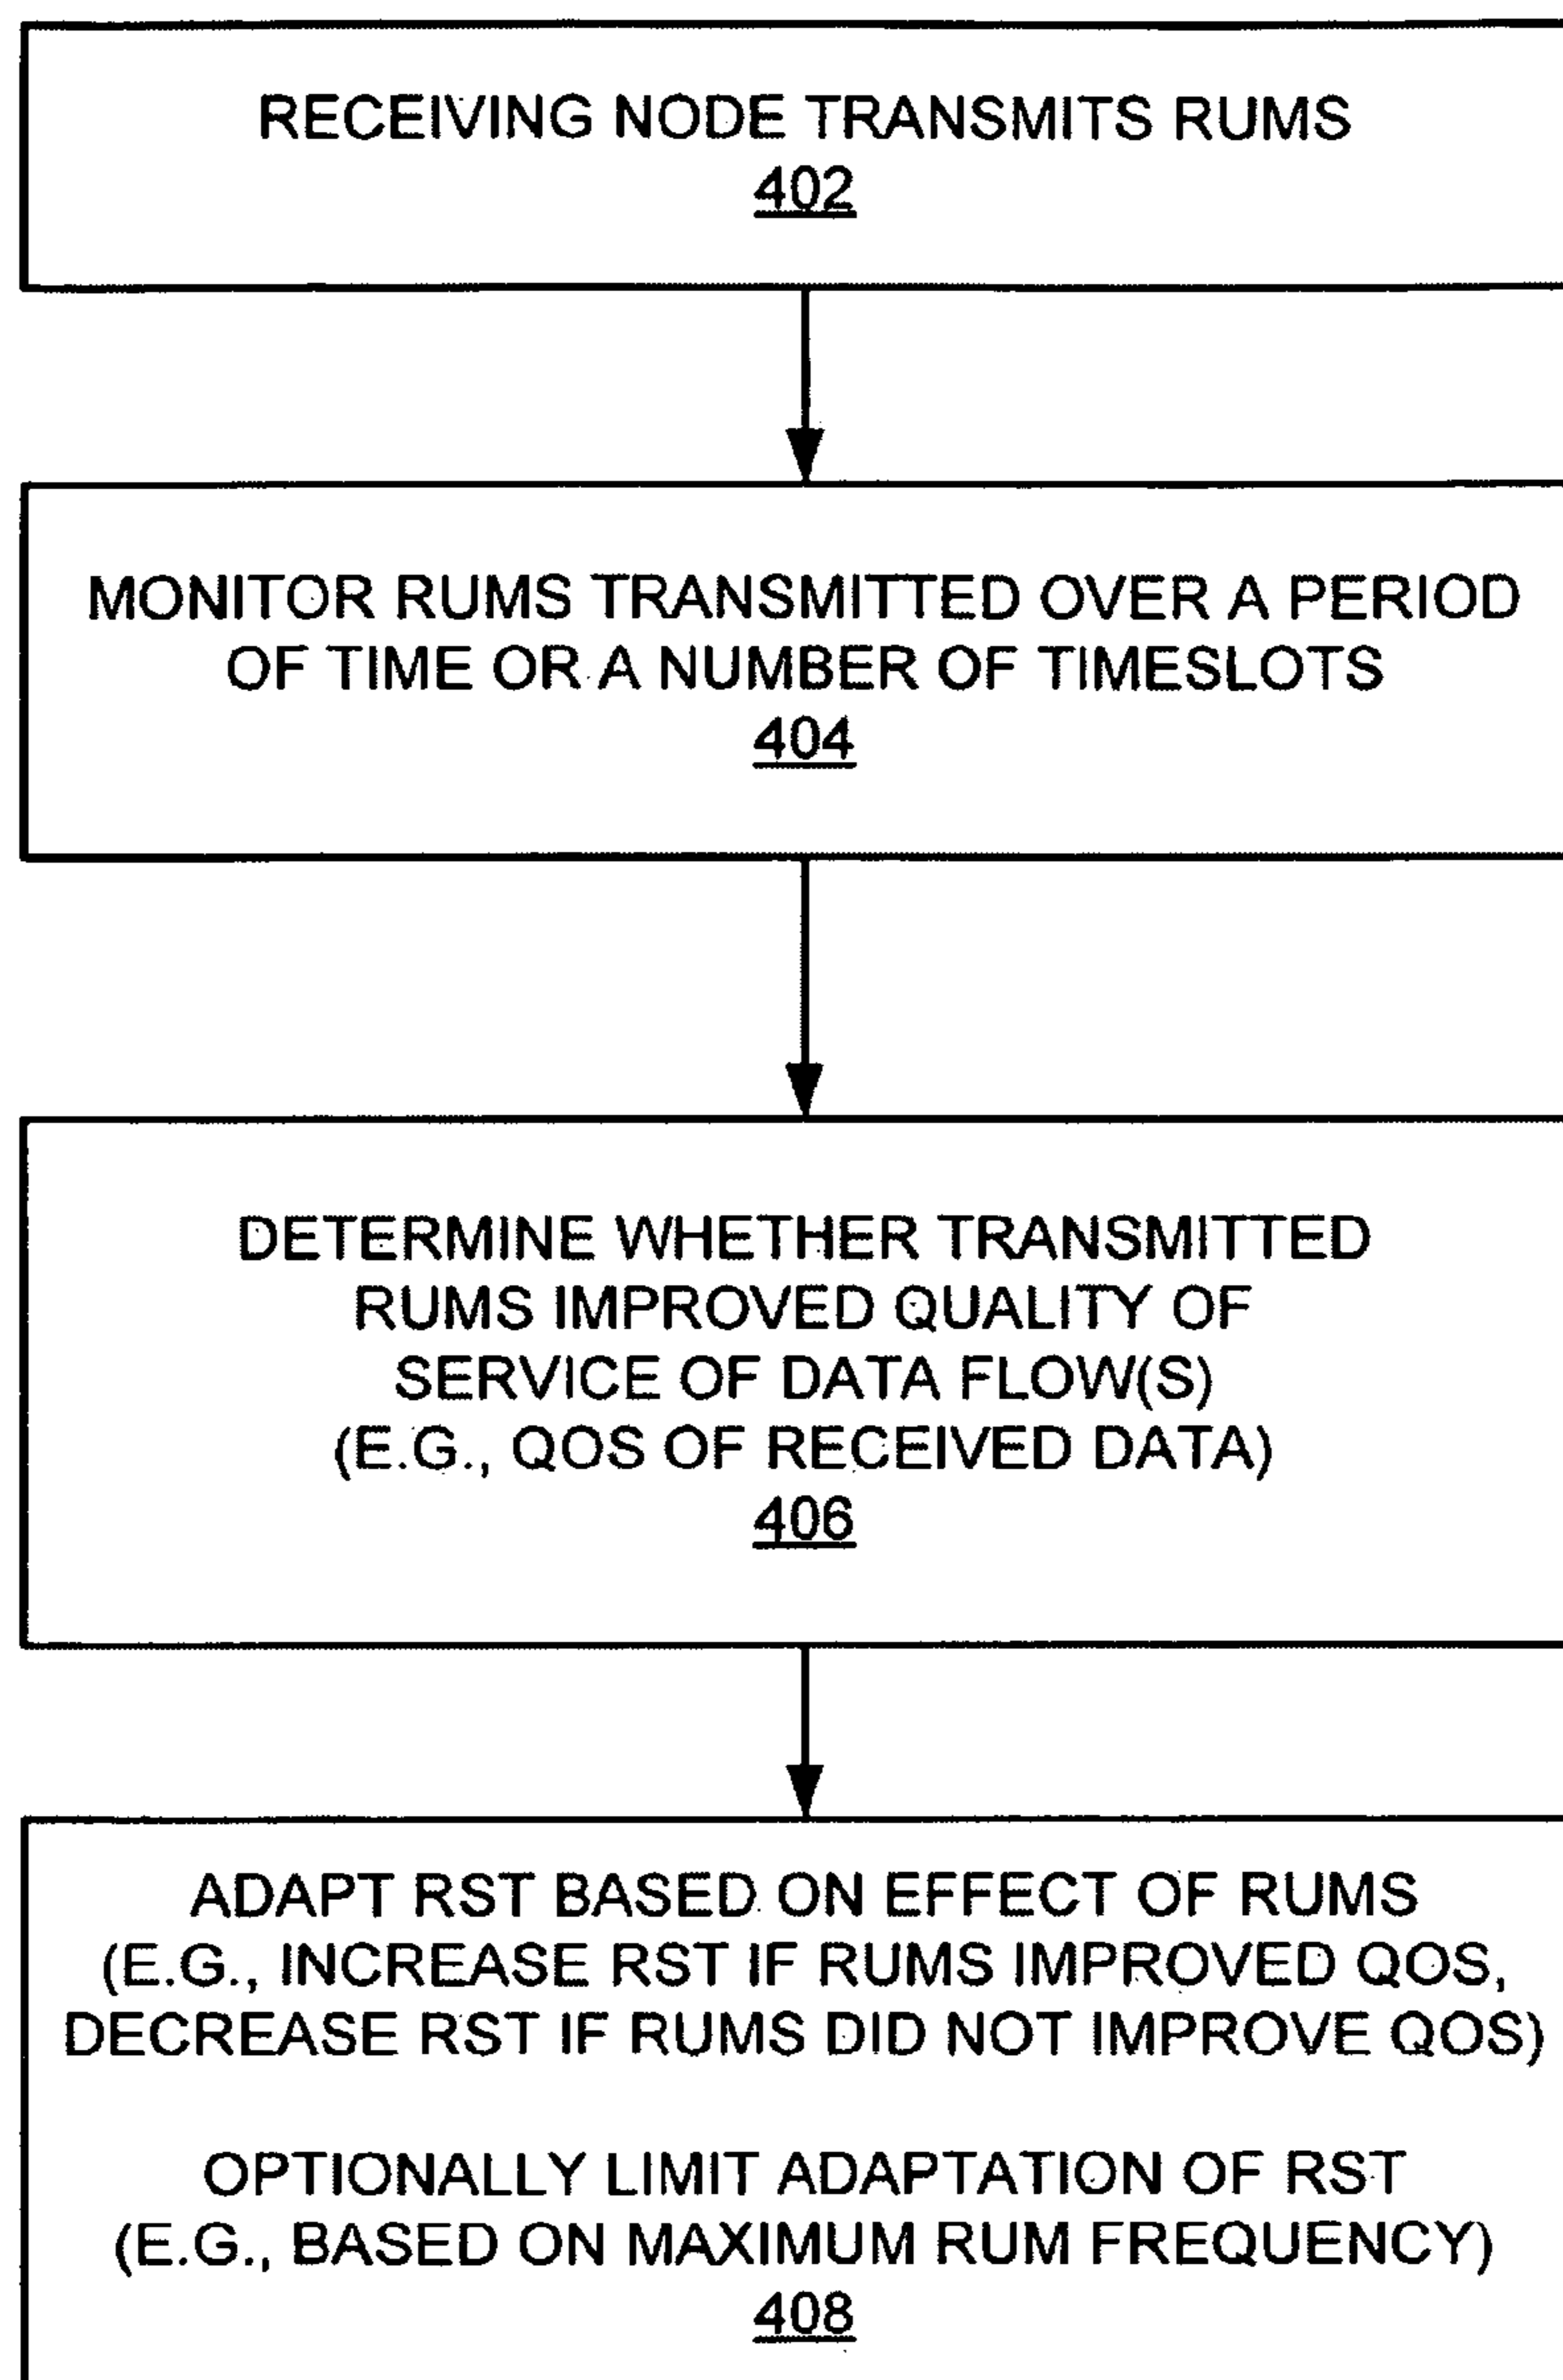 RECEIVING NODE TRANSMITS RUMS
402
MONITOR RUMS TRANSMITTED OVER A PERIOD
OF TIME OR A NUMBER OF TIMESLOTS
404
DETERMINE WHETHER TRANSMITTED
RUMS IMPROVED QUALITY OF
SERVICE OF DATA FLOW(S)
(E.G., QOS OF RECEIVED DATA)
406
ADAPT RST BASED ON EFFECT OF RUMS
(E.G., INCREASE RST IF RUMS IMPROVED QOS,
DECREASE RST IF RUMS DID NOT IMPROVE QOS)
OPTIONALLY LIMIT ADAPTATION OF RST
(E.G., BASED ON MAXIMUM RUM FREQUENCY)
408